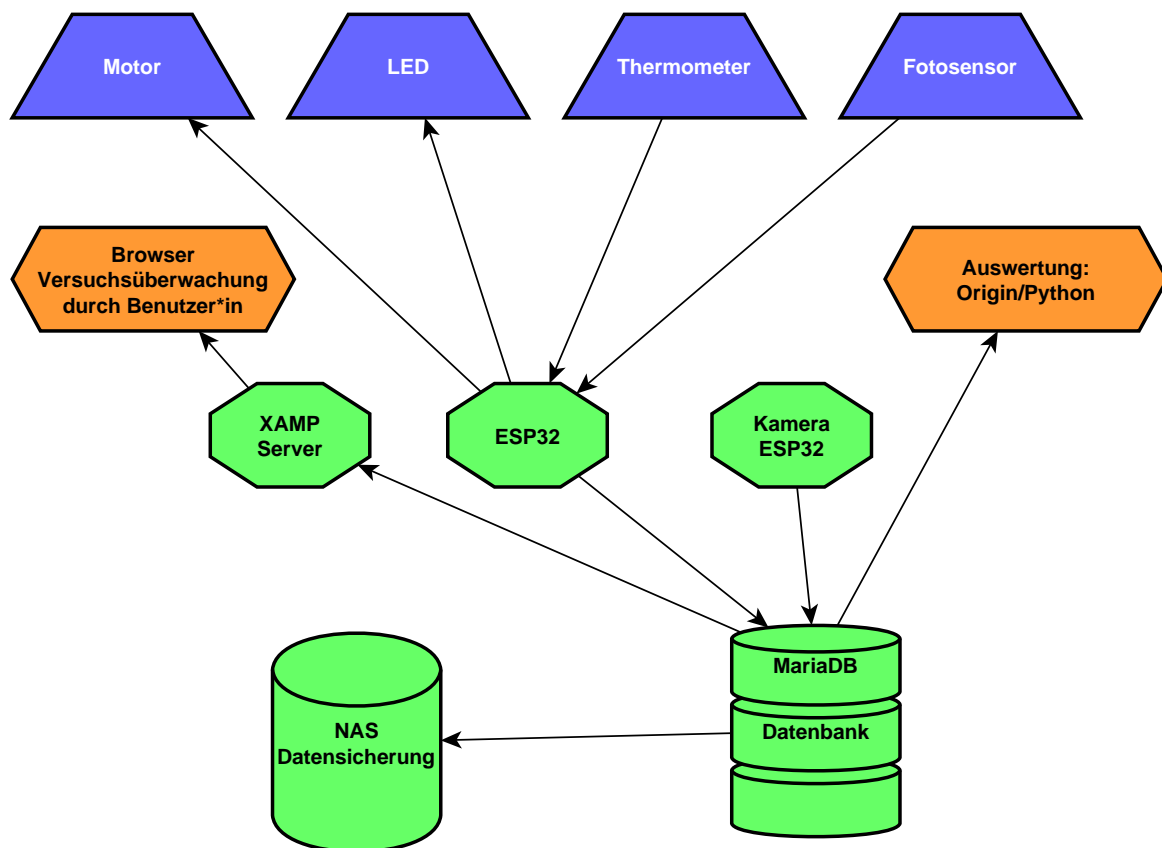 Motor
LED
Thermometer
Fotosensor
Browser
Versuchsüberwachung
durch Benutzer*in
Auswertung:
Origin/Python
XAMP
Server
ESP32
Kamera
ESP32
MariaDB
Datenbank
NAS
Datensicherung